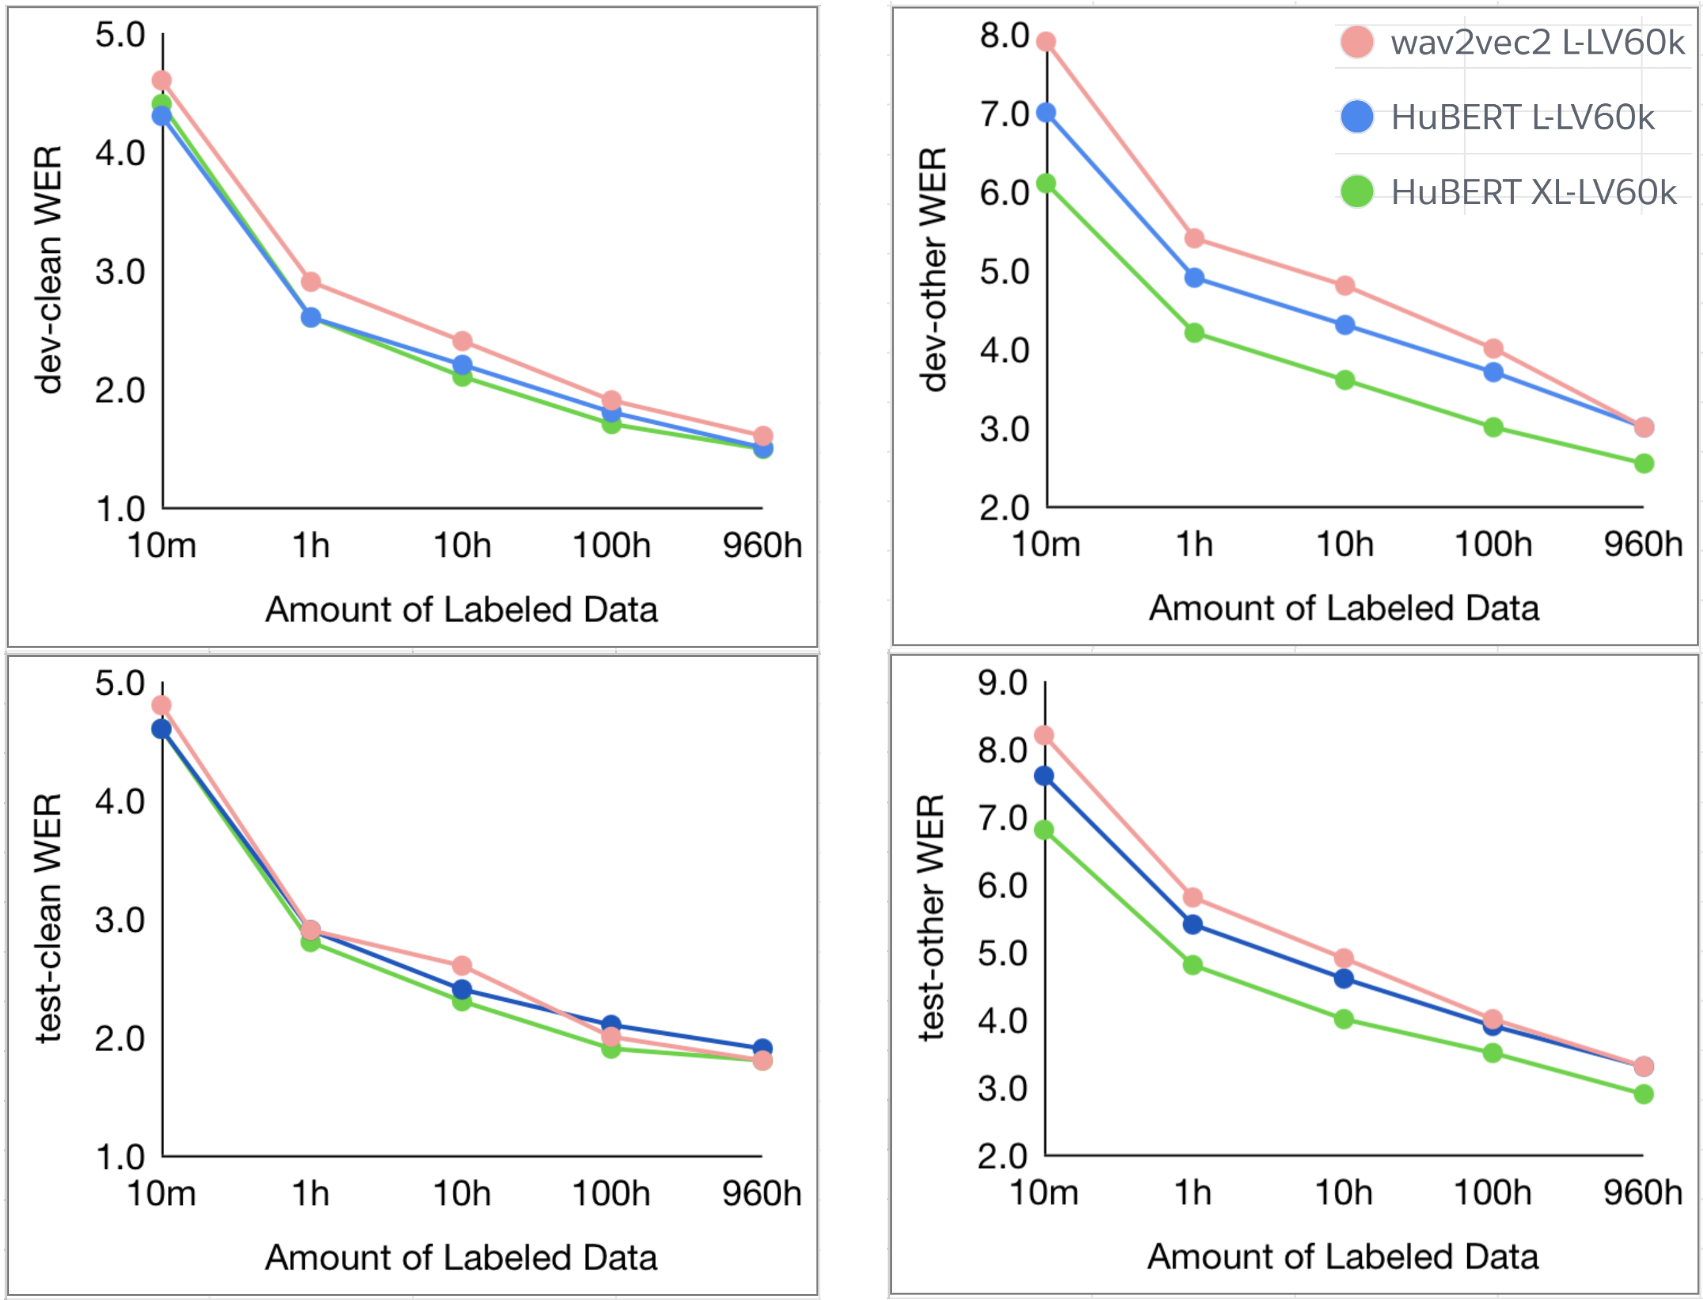 5.0
4.0
3.0
2.0
1.0
dev-clean WER
10m 1h 10h 100h 960h
Amount of Labeled Data
8.0
7.0
6.0
5.0
4.0
3.0
2.0
dev-other WER
10m 1h 10h 100h 960h
Amount of Labeled Data
wav2vec2 L-LV60k
HuBERT L-LV60k
HuBERT XL-LV60k
5.0
4.0
3.0
2.0
1.0
test-clean WER
10m 1h 10h 100h 960h
Amount of Labeled Data
9.0
8.0
7.0
6.0
5.0
4.0
3.0
2.0
test-other WER
10m 1h 10h 100h 960h
Amount of Labeled Data